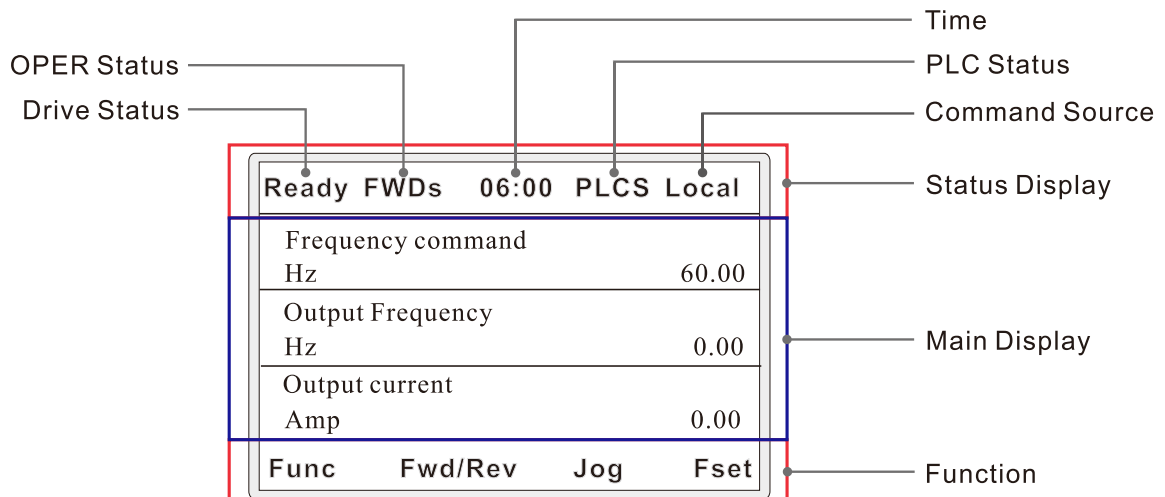 Time
OPER Status
PLC Status
Drive Status
Command Source
Ready FWDs 06:00 PLCS Local
Status Display
Frequency command
Hz 60.00
Output Frequency
Hz 0.00
Main Display
Output current
Amp 0.00
Func Fwd/Rev Jog Fset
Function